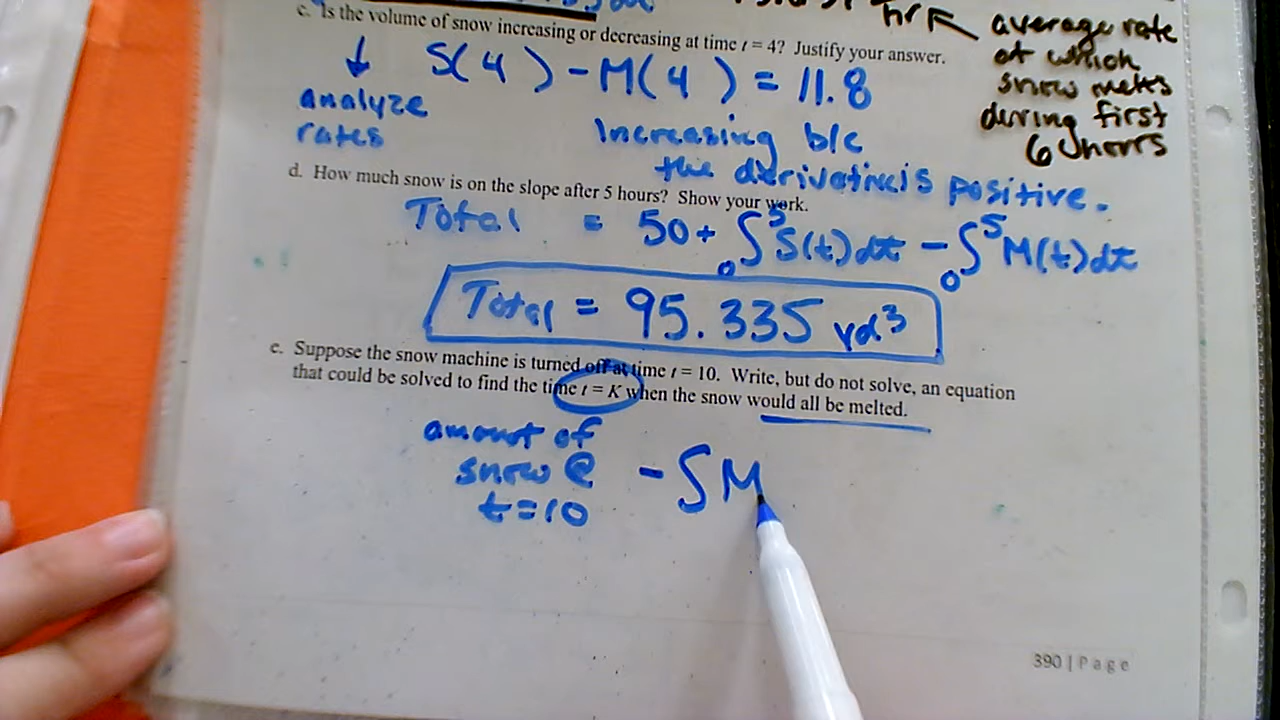 hr
average rate
at which
snow melts
during first
6 hours
c. Is the volume of snow increasing or decreasing at time t = 4? Justify your answer.
S(4) - M(4) = 11.8
analyze
rates
Increasing b/c
the derivative is positive.
d. How much snow is on the slope after 5 hours? Show your work.
Total = 50 + ∫₀⁵ S(t)dt - ∫₀⁵ M(t)dt
Total = 95.335 yd³
e. Suppose the snow machine is turned off at time t = 10. Write, but do not solve, an equation
that could be solved to find the time t = K when the snow would all be melted.
amount of
snow @
t=10
- ∫ M
390 | Page